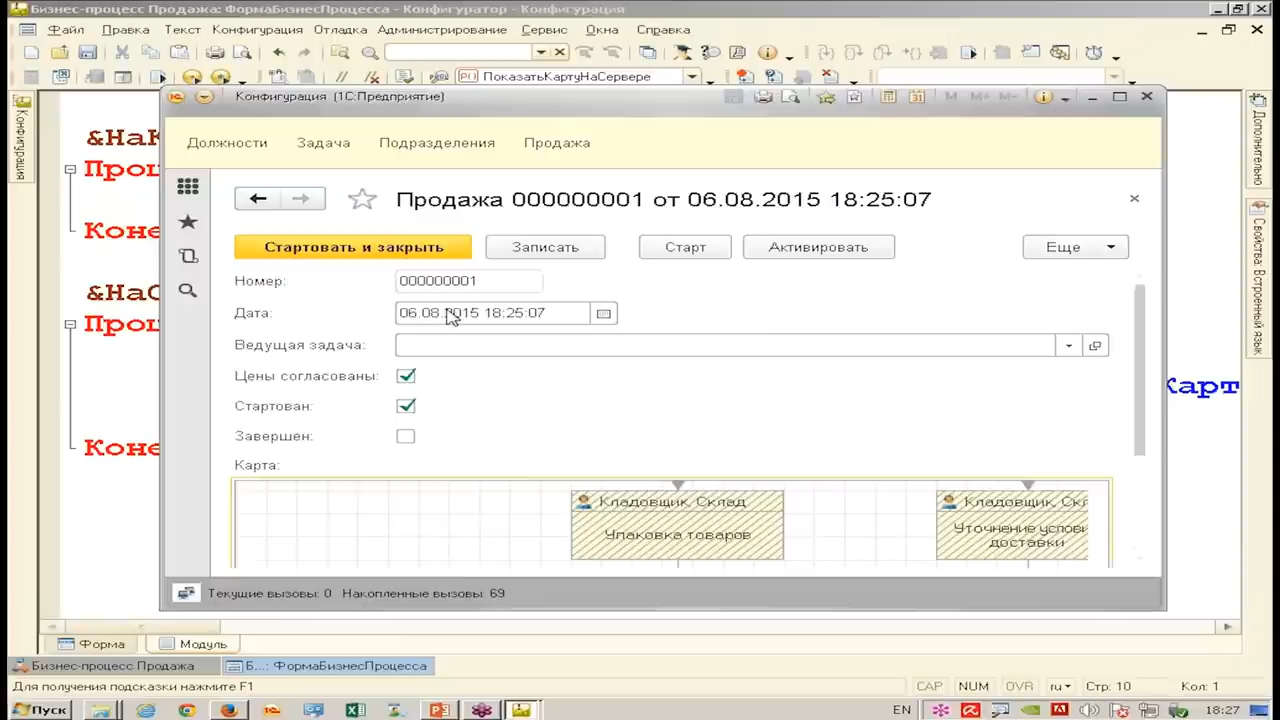 Бизнес-процесс Продажа: ФормаБизнесПроцесса - Конфигуратор - Конфигурация
Файл Правка Текст Конфигурация Отладка Администрирование Сервис Окна Справка
ПоказатьКартуНаСервере
Конфигурация (1С:Предприятие)
M M+ M-
Конфигурация
Дополнительно
Свойства: Встроенный язык
&НаК
Проц
Коне
&НаС
Проц
Карт
Коне
Должности Задача Подразделения Продажа
Продажа 000000001 от 06.08.2015 18:25:07
Стартовать и закрыть Записать Старт Активировать Еще
Номер: 000000001
Дата: 06.08.2015 18:25:07
Ведущая задача:
Цены согласованы:
Стартован:
Завершен:
Карта:
Кладовщик, Склад
Упаковка товаров
Кладовщик, Скл
Уточнение услови
доставки
Текущие вызовы: 0 Накопленные вызовы: 69
Форма Модуль
Бизнес-процесс Продажа Б...: ФормаБизнесПроцесса
Для получения подсказки нажмите F1 CAP NUM OVR ru Стр: 10 Кол: 1
Пуск EN 18:27